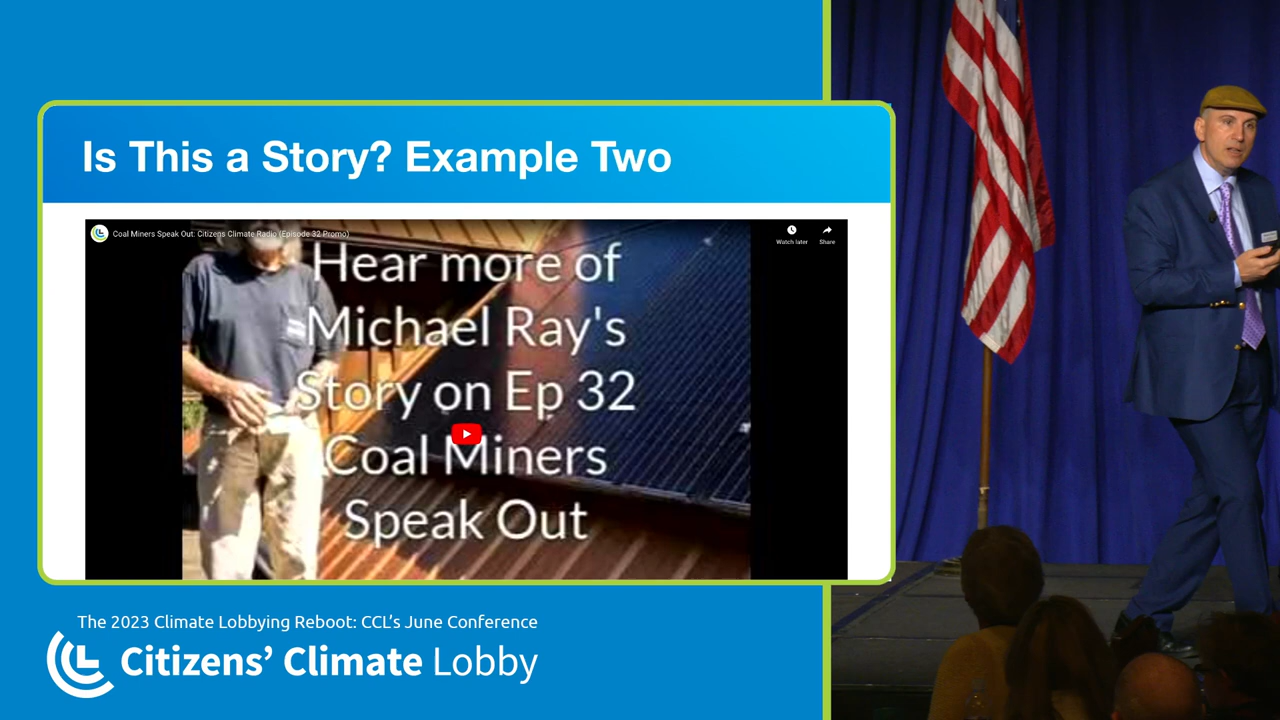 Is This a Story? Example Two
Coal Miners Speak Out: Citizens Climate Radio (Episode 32 Promo)
Watch later
Share
Hear more of
Michael Ray's
Story on Ep 32
Coal Miners
Speak Out
The 2023 Climate Lobbying Reboot: CCL’s June Conference
Citizens’ Climate Lobby